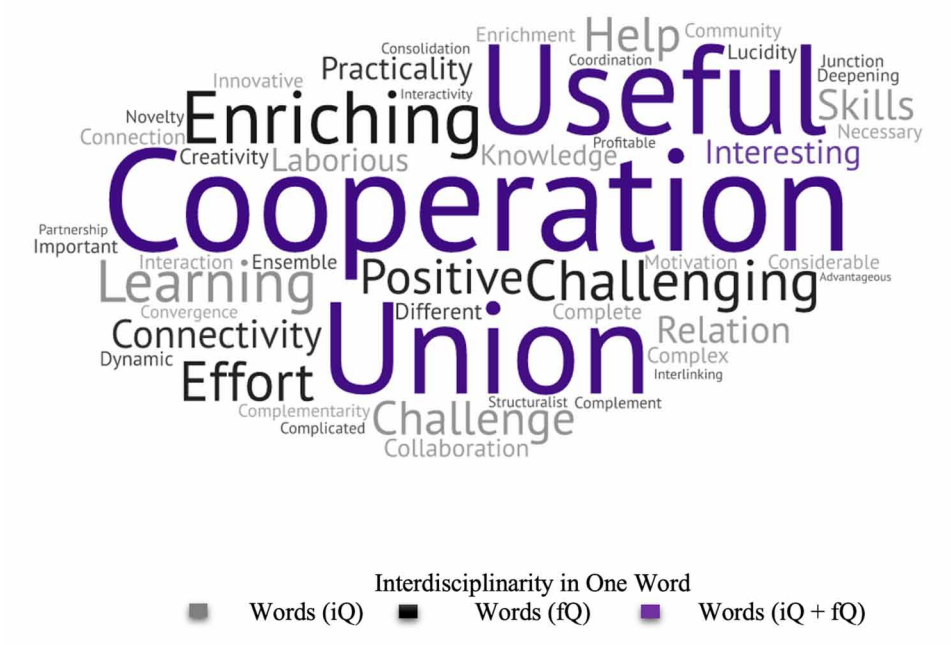 Enrichment Help Community
Consolidation Useful Coordination Lucidity
Practicality Junction
Innovative Interactivity Deepening
Novelty Enriching Skills
Connection Profitable Necessary
Creativity Laborious Knowledge Interesting
Cooperation
Partnership
Important
Interaction Ensemble Motivation Considerable
Learning Positive Challenging Advantageous
Convergence Different Complete
Connectivity Union Relation
Dynamic Complex
Effort Interlinking
Complementarity Structuralist Complement
Complicated Challenge
Collaboration
Interdisciplinarity in One Word
Words (iQ) Words (fQ) Words (iQ + fQ)